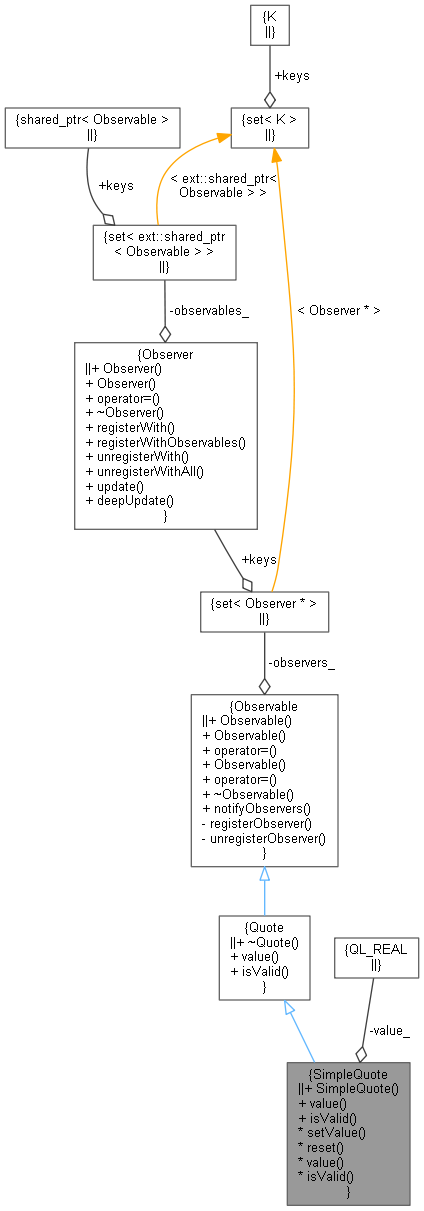 {K
||}
+keys
{shared_ptr< Observable >
||}
{set< K >
||}
+keys
< ext::shared_ptr<
Observable > >
{set< ext::shared_ptr
< Observable > >
||}
-observables_
< Observer * >
{Observer
||+ Observer()
+ Observer()
+ operator=()
+ ~Observer()
+ registerWith()
+ registerWithObservables()
+ unregisterWith()
+ unregisterWithAll()
+ update()
+ deepUpdate()
}
+keys
{set< Observer * >
||}
-observers_
{Observable
||+ Observable()
+ Observable()
+ operator=()
+ Observable()
+ operator=()
+ ~Observable()
+ notifyObservers()
- registerObserver()
- unregisterObserver()
}
{Quote
||+ ~Quote()
+ value()
+ isValid()
}
{QL_REAL
||}
-value_
{SimpleQuote
||+ SimpleQuote()
+ value()
+ isValid()
* setValue()
* reset()
* value()
* isValid()
}